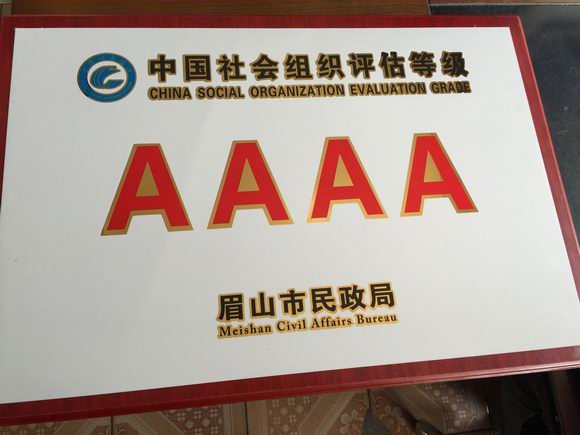 中国社会组织评估等级
CHINA SOCIAL ORGANIZATION EVALUATION GRADE
AAAA
眉山市民政局
Meishan Civil Affairs Bureau